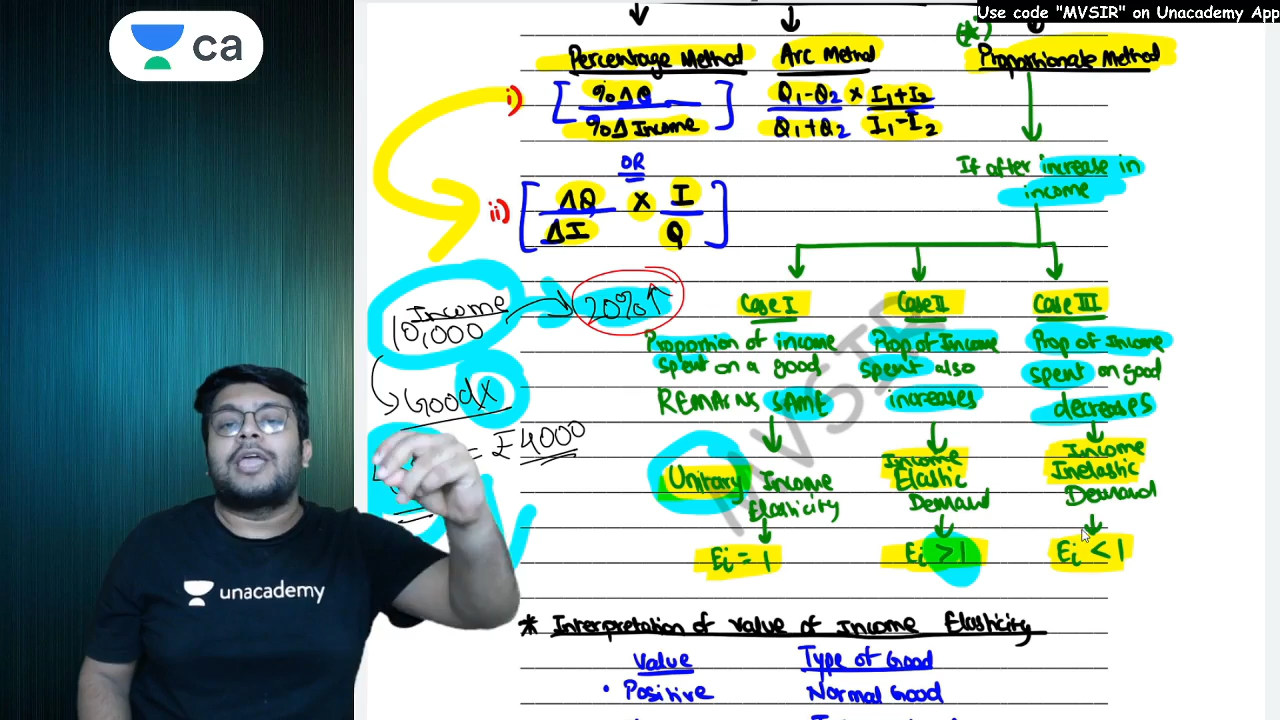 Use code "MVSIR" on Unacademy App
ca
(*)
Percentage Method
Arc Method
Proportionate Method
i) [ %ΔQ / %Δ Income ]
Q1-Q2 / Q1+Q2 × I1+I2 / I1-I2
OR
ii) [ ΔQ / ΔI × I / Q ]
If after increase in
income
Income
10,000
20%↑
Good X
= ₹4000
Case I
Proportion of income
spent on a good
REMAINS SAME
Unitary Income
Elasticity
Ei = 1
Case II
Prop of Income
spent also
increases
Income
Elastic
Demand
Ei > 1
Case III
Prop of Income
spent on good
decreases
Income
Inelastic
Demand
Ei < 1
MVSIR
unacademy
* Interpretation of value of Income Elasticity
Value
Type of Good
• Positive
Normal Good